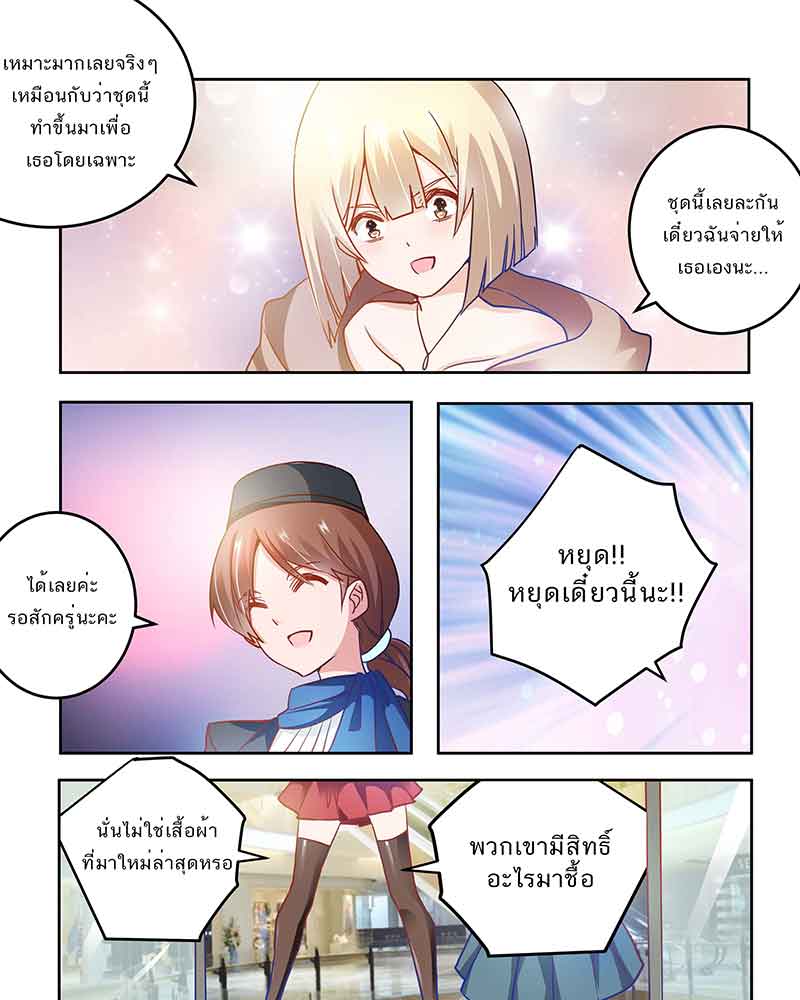 เหมาะมากเลยจริงๆ
เหมือนกับว่าชุดนี้
ทำขึ้นมาเพื่อ
เธอโดยเฉพาะ
ชุดนี้เลยละกัน
เดี๋ยวฉันจ่ายให้
เธอเองนะ...
ได้เลยค่ะ
รอสักครู่นะคะ
หยุด!!
หยุดเดี๋ยวนี้นะ!!
นั่นไม่ใช่เสื้อผ้า
ที่มาใหม่ล่าสุดหรอ
พวกเขามีสิทธิ์
อะไรมาซื้อ